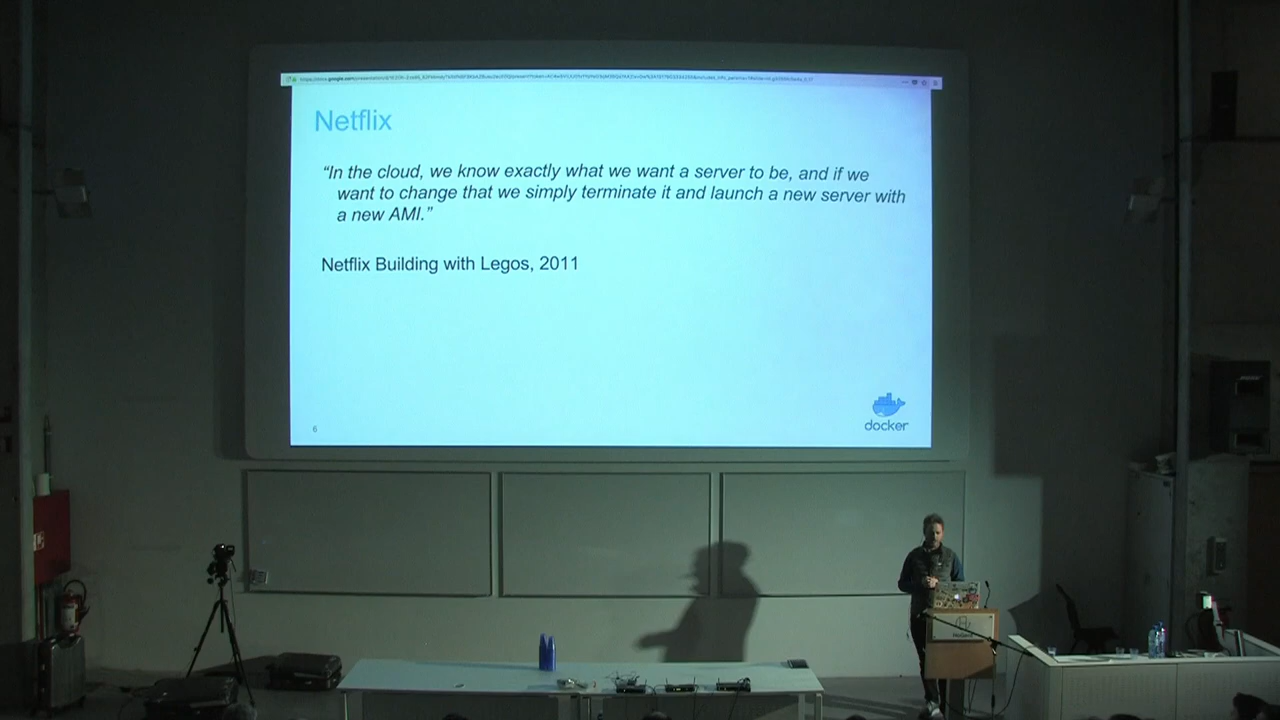 Netflix
“In the cloud, we know exactly what we want a server to be, and if we
want to change that we simply terminate it and launch a new server with
a new AMI.”
Netflix Building with Legos, 2011
6
docker